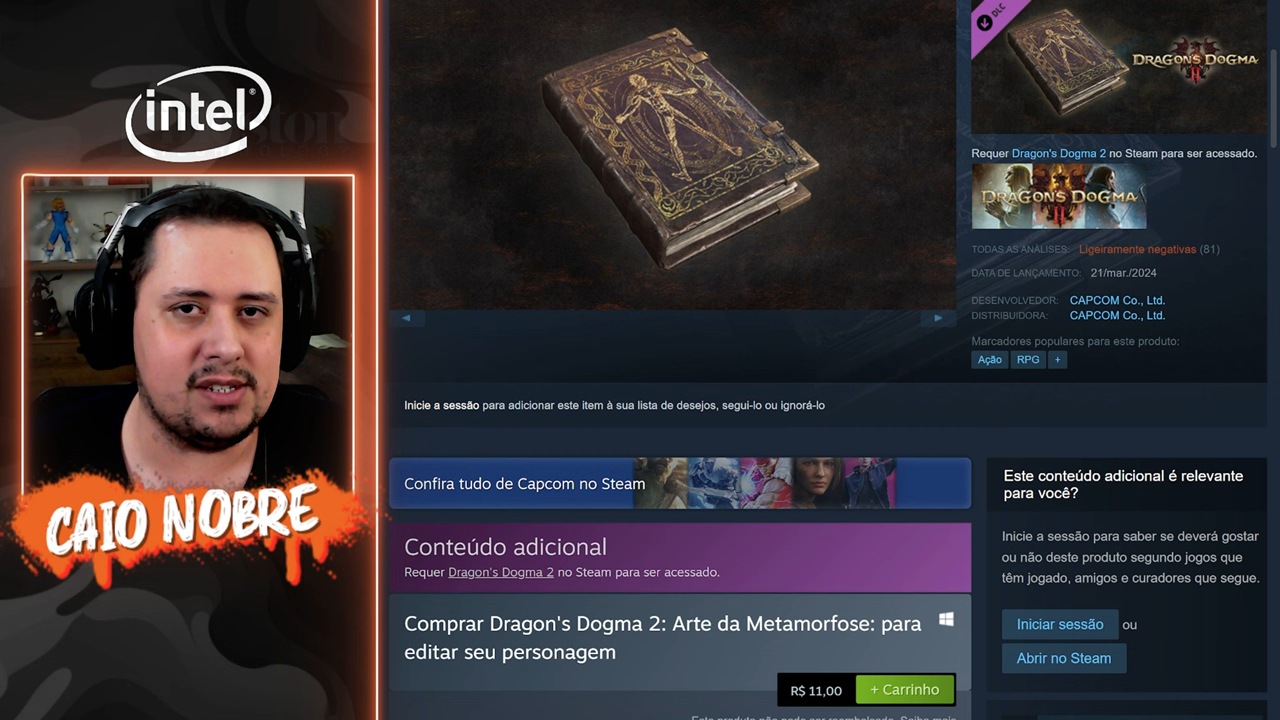 intel®
CAIO NOBRE
DLC
DRAGON'S DOGMA
II
Requer Dragon's Dogma 2 no Steam para ser acessado.
DRAGON'S DOGMA
TODAS AS ANÁLISES: Ligeiramente negativas (81)
DATA DE LANÇAMENTO: 21/mar./2024
DESENVOLVEDOR: CAPCOM Co., Ltd.
DISTRIBUIDORA: CAPCOM Co., Ltd.
Marcadores populares para este produto:
Ação RPG +
Inicie a sessão para adicionar este item à sua lista de desejos, segui-lo ou ignorá-lo
Confira tudo de Capcom no Steam
Conteúdo adicional
Requer Dragon's Dogma 2 no Steam para ser acessado.
Comprar Dragon's Dogma 2: Arte da Metamorfose: para
editar seu personagem
R$ 11,00 + Carrinho
Este conteúdo adicional é relevante
para você?
Inicie a sessão para saber se deverá gostar
ou não deste produto segundo jogos que
têm jogado, amigos e curadores que segue.
Iniciar sessão ou
Abrir no Steam